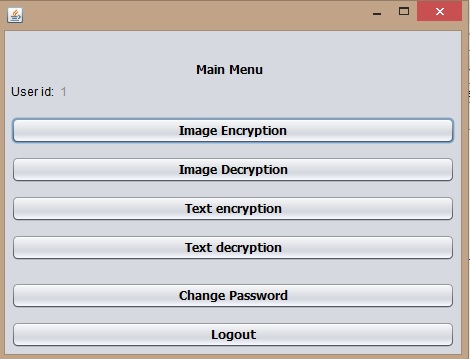 Main Menu
User id: 1
Image Encryption
Image Decryption
Text encryption
Text decryption
Change Password
Logout